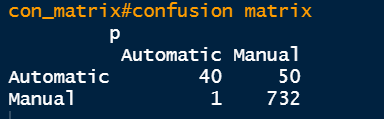 con_matrix#confusion matrix
p
Automatic Manual
Automatic 40 50
Manual 1 732